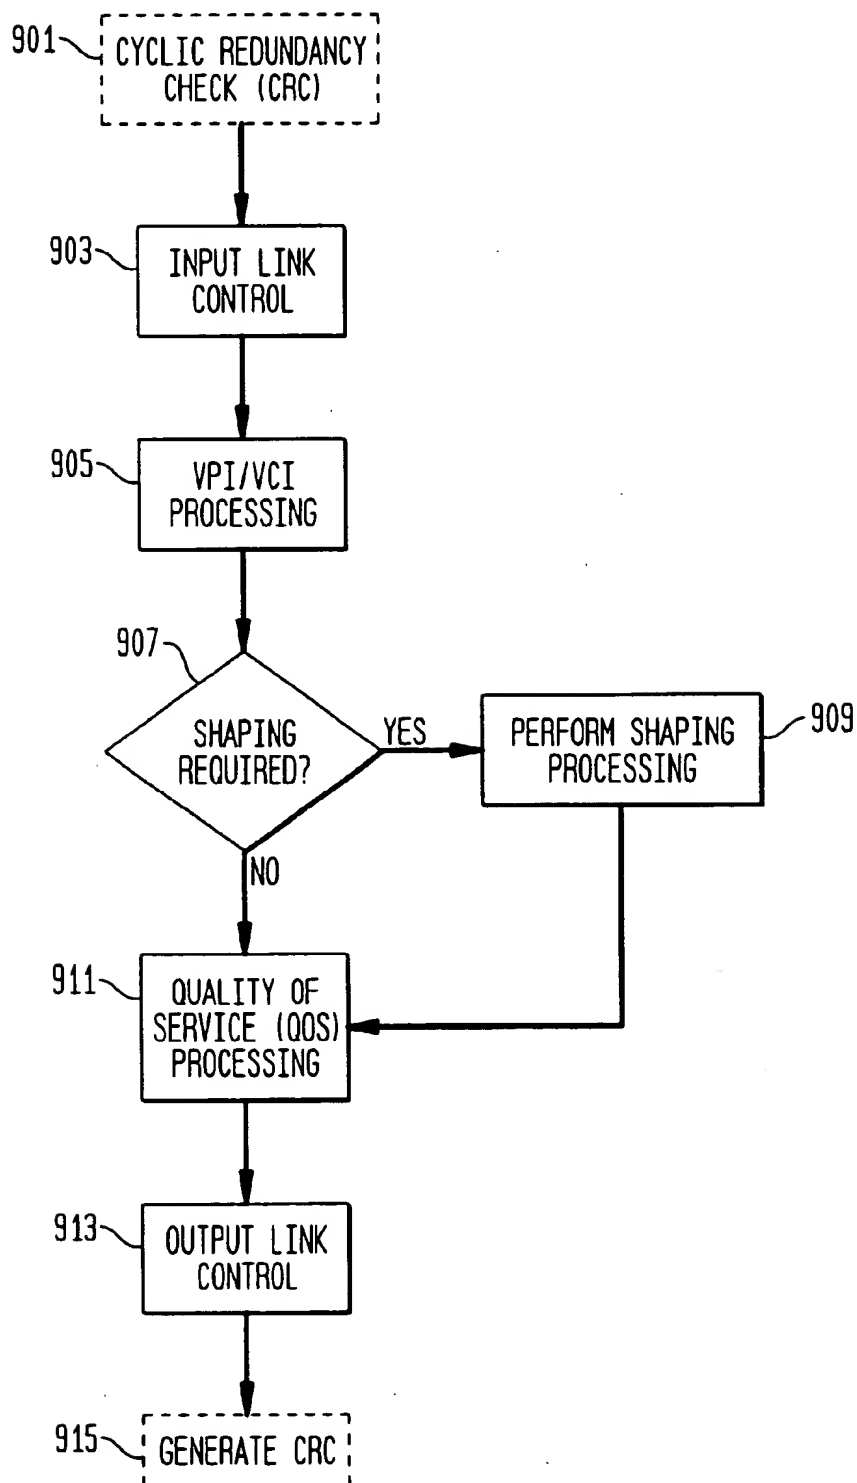 901
CYCLIC REDUNDANCY
CHECK (CRC)
903
INPUT LINK
CONTROL
905
VPI/VCI
PROCESSING
907
SHAPING
REQUIRED?
YES
PERFORM SHAPING
PROCESSING
909
NO
911
QUALITY OF
SERVICE (QOS)
PROCESSING
913
OUTPUT LINK
CONTROL
915
GENERATE CRC